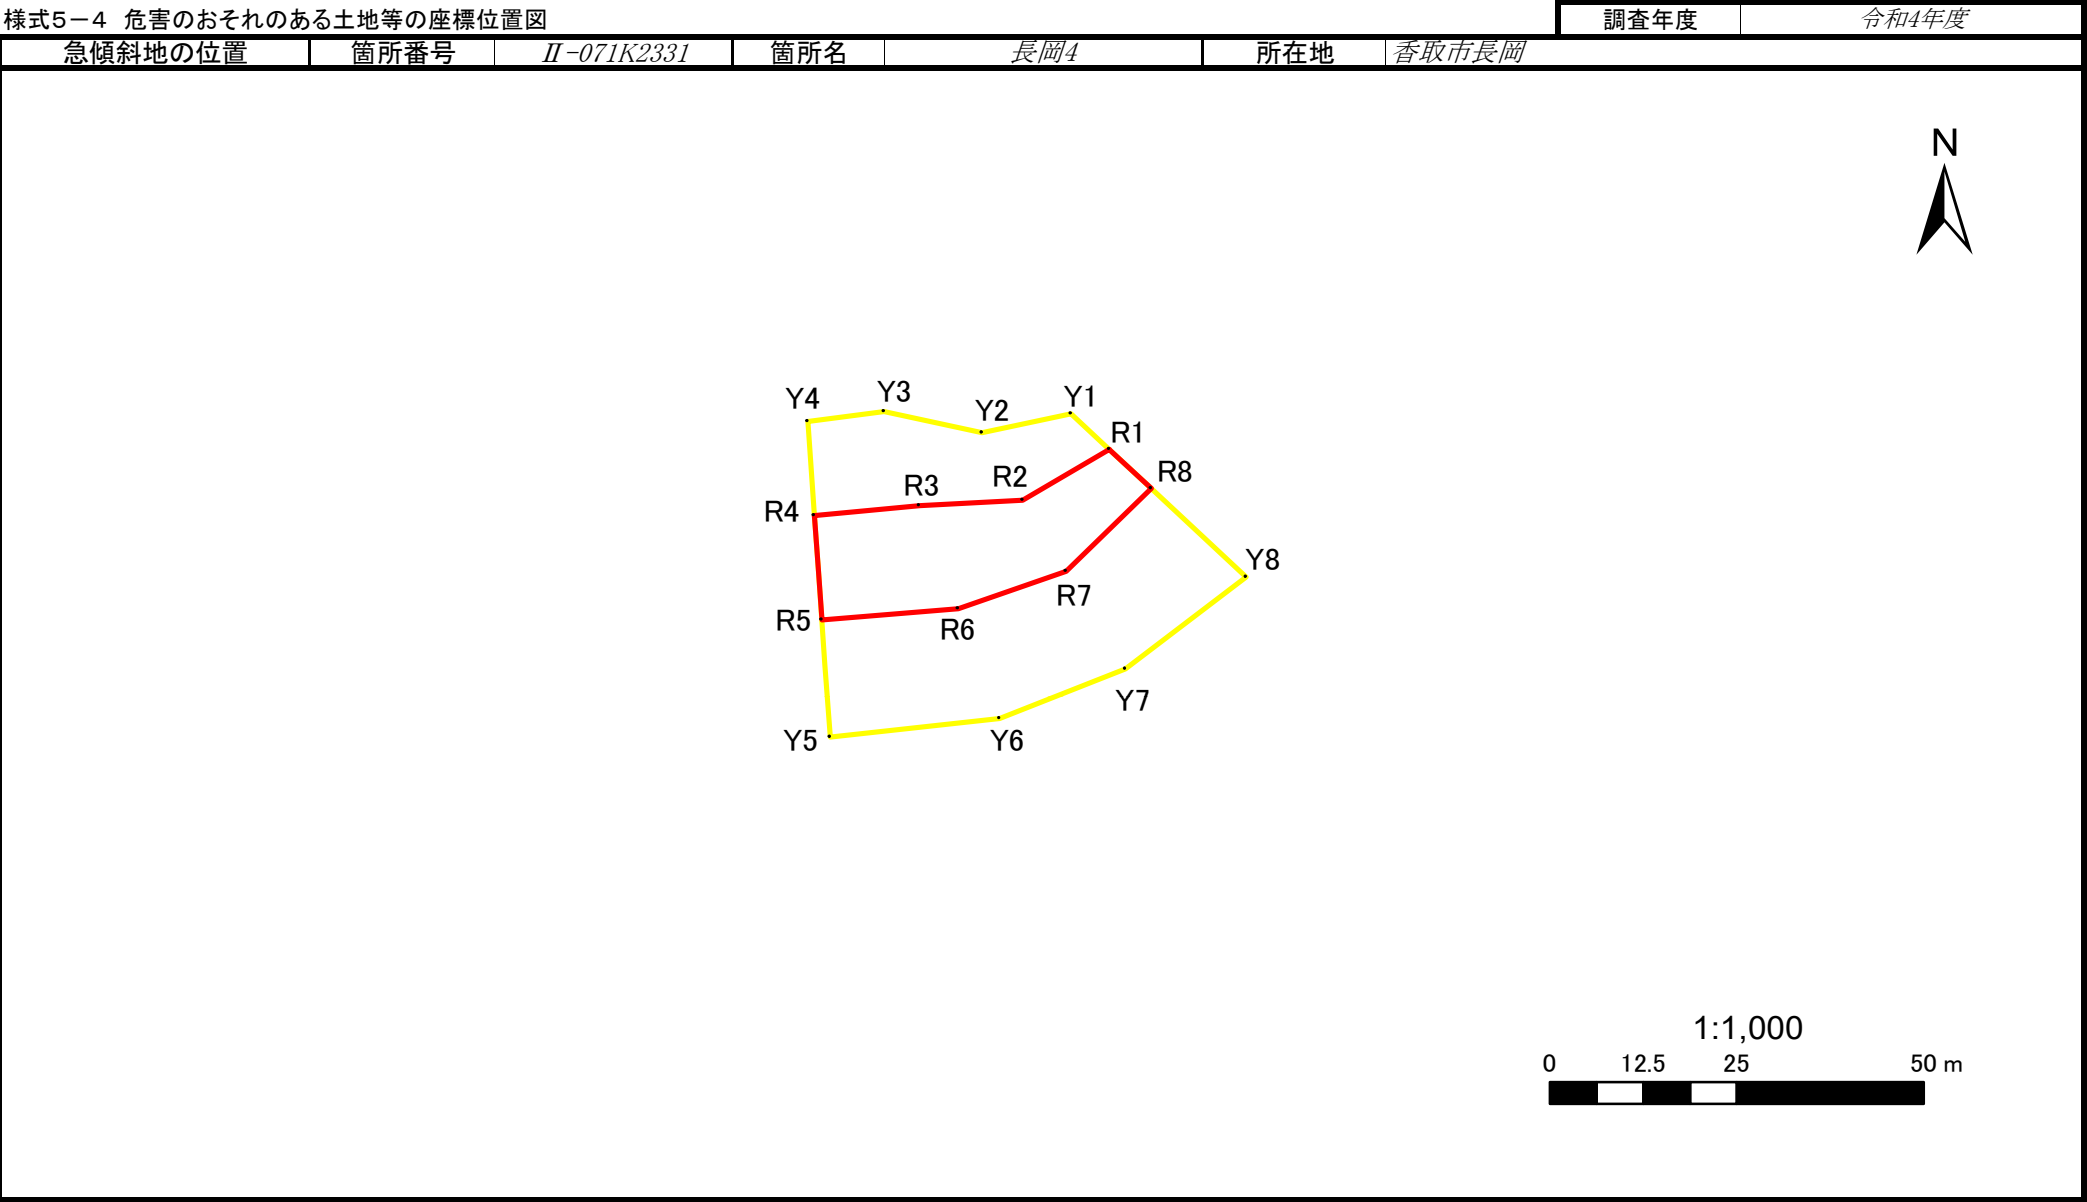 様式5－4 危害のおそれのある土地等の座標位置図 調査年度 令和4年度
急傾斜地の位置 箇所番号 Ⅱ-071K2331 箇所名 長岡4 所在地 香取市長岡
N
Y4 Y3 Y2 Y1
R1
R2 R8
R3
R4
Y8
R7
R5 R6
Y7
Y5 Y6
1:1,000
0 12.5 25 50 m